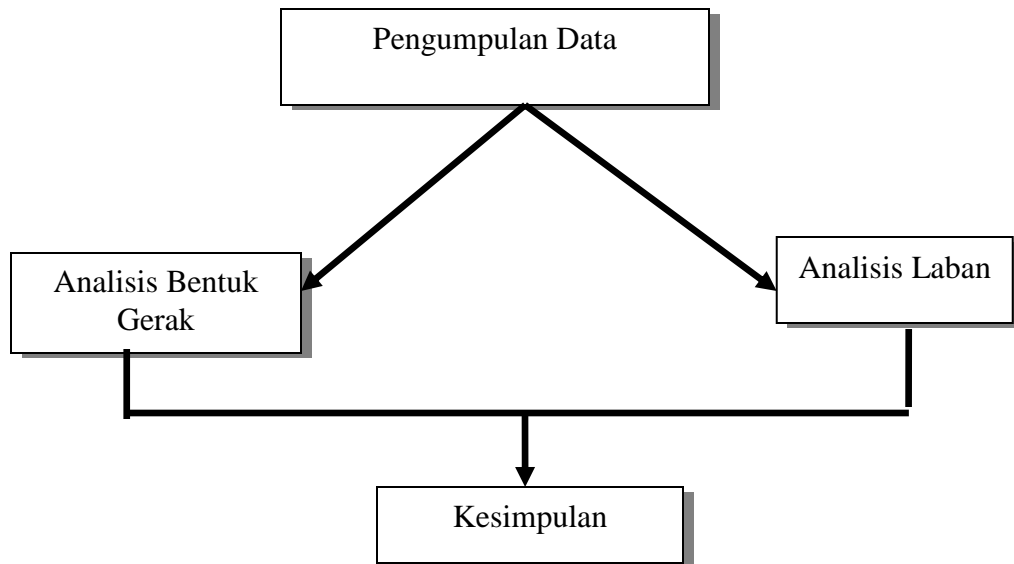 Pengumpulan Data
Analisis Bentuk
Gerak
Analisis Laban
Kesimpulan